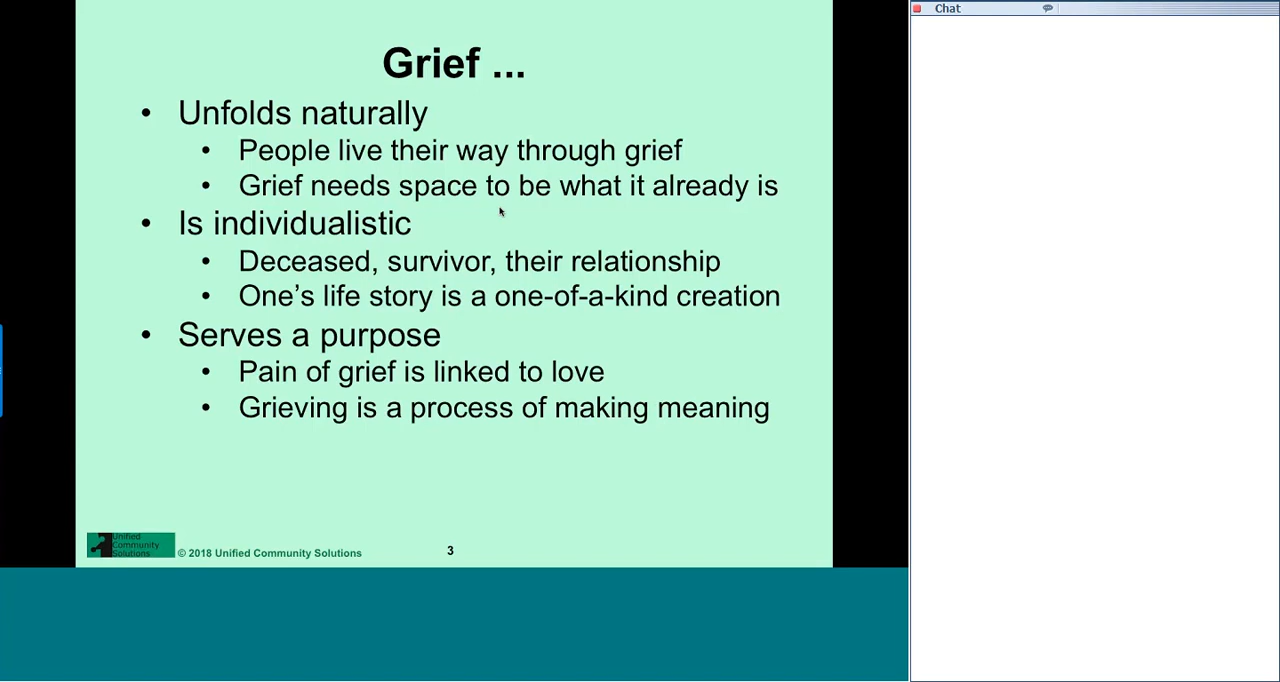 Chat
Grief ...
• Unfolds naturally
• People live their way through grief
• Grief needs space to be what it already is
• Is individualistic
• Deceased, survivor, their relationship
• One’s life story is a one-of-a-kind creation
• Serves a purpose
• Pain of grief is linked to love
• Grieving is a process of making meaning
Unified
Community
Solutions
© 2018 Unified Community Solutions
3